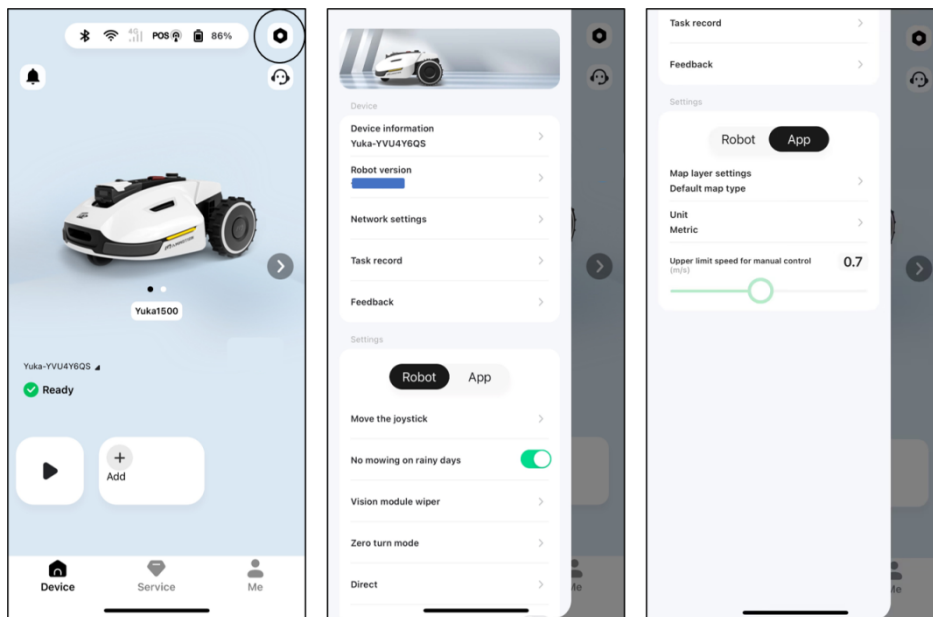 4G
POS
86%
Yuka1500
Yuka-YVU4Y6QS
Ready
Add
Device
Service
Me
Device
Device information
Yuka-YVU4Y6QS
Robot version
Network settings
Task record
Feedback
Settings
Robot
App
Move the joystick
No mowing on rainy days
Vision module wiper
Zero turn mode
Direct
Me
Task record
Feedback
Settings
Robot
App
Map layer settings
Default map type
Unit
Metric
Upper limit speed for manual control
0.7
(m/s)
Me